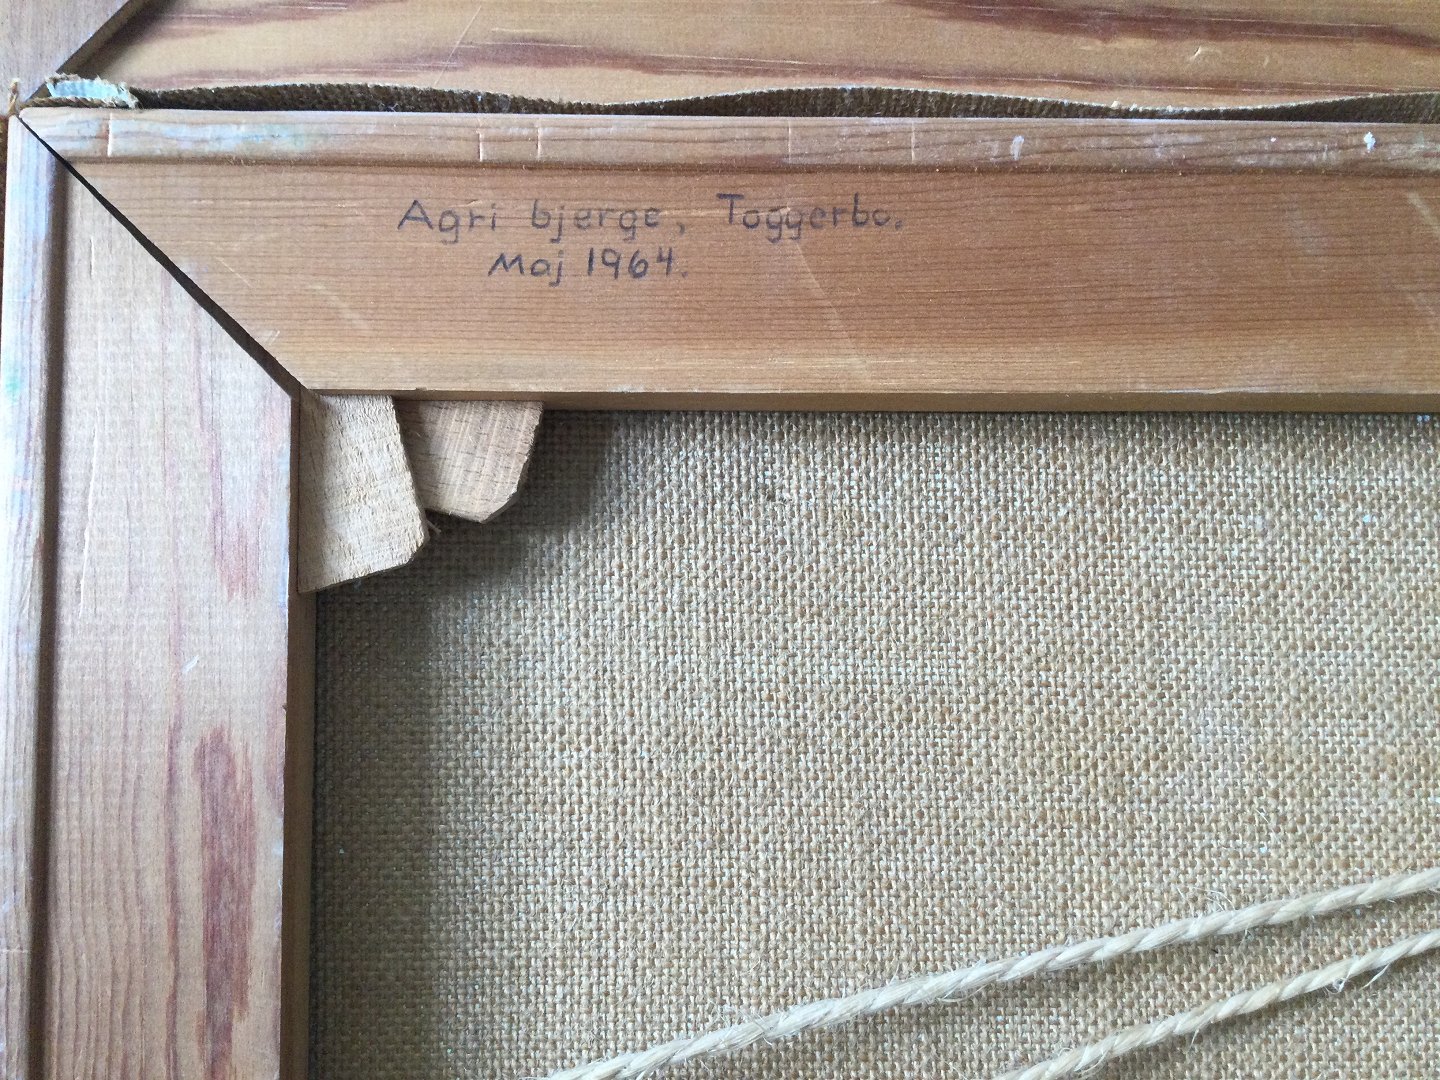 Agri bjerge, Toggerbo.
Maj 1964.